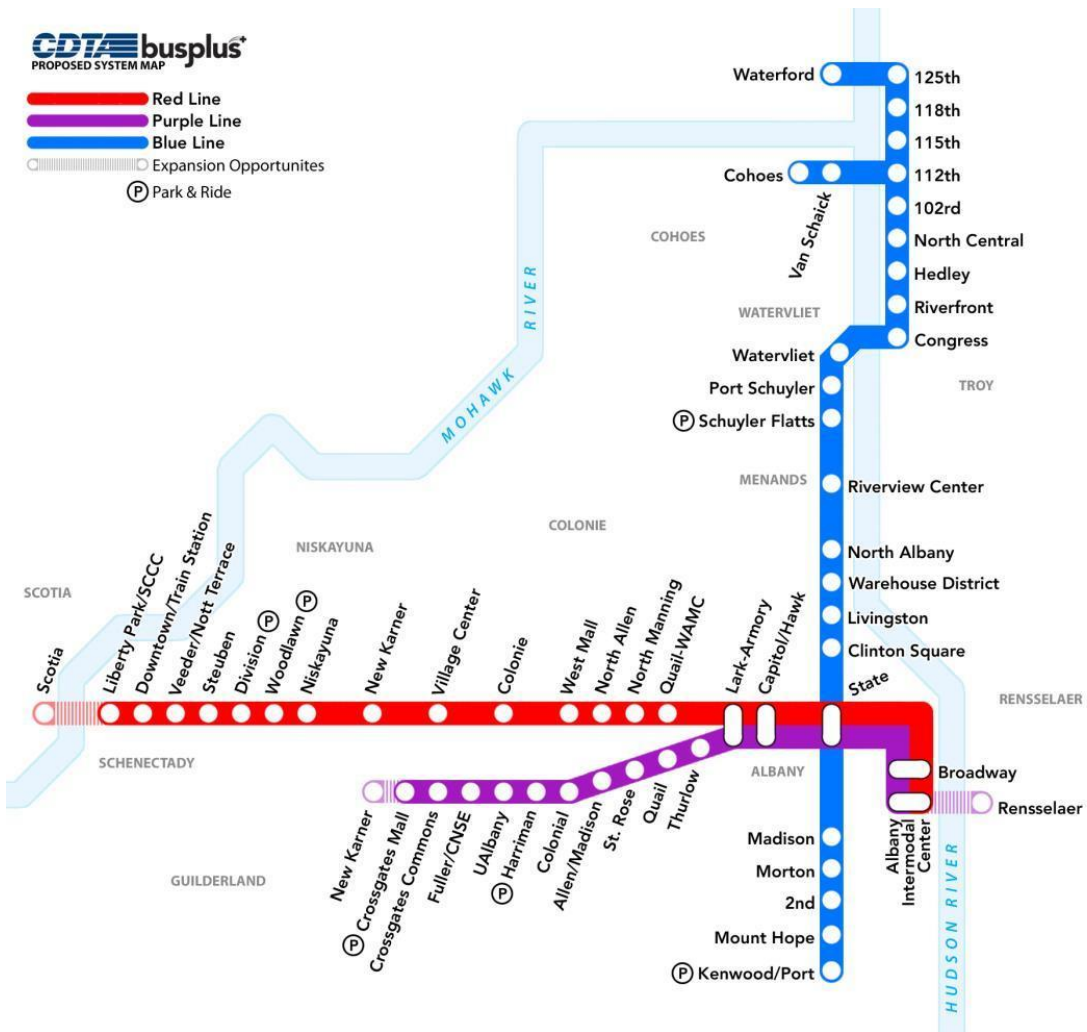 CDTA busplus+
PROPOSED SYSTEM MAP
Red Line
Purple Line
Blue Line
Expansion Opportunites
P Park & Ride
Waterford
125th
118th
115th
112th
Cohoes
Van Schaick
102rd
North Central
Hedley
Riverfront
Congress
COHOES
WATERVLIET
TROY
MOHAWK RIVER
Watervliet
Port Schuyler
P Schuyler Flatts
MENANDS
Riverview Center
North Albany
Warehouse District
Livingston
Clinton Square
State
COLONIE
NISKAYUNA
SCOTIA
RENSSELAER
Scotia
Liberty Park/SCCC
Downtown/Train Station
Veeder/Nott Terrace
Steuben
Division P
Woodlawn P
Niskayuna
New Karner
Village Center
Colonie
West Mall
North Allen
North Manning
Quail-WAMC
Lark-Armory
Capitol/Hawk
SCHENECTADY
ALBANY
GUILDERLAND
New Karner
P Crossgates Mall
Crossgates Commons
Fuller/CNSE
UAlbany
P Harriman
Colonial
Allen/Madison
St. Rose
Quail
Thurlow
Broadway
Rensselaer
Albany
Intermodal
Center
Madison
Morton
2nd
Mount Hope
P Kenwood/Port
HUDSON RIVER